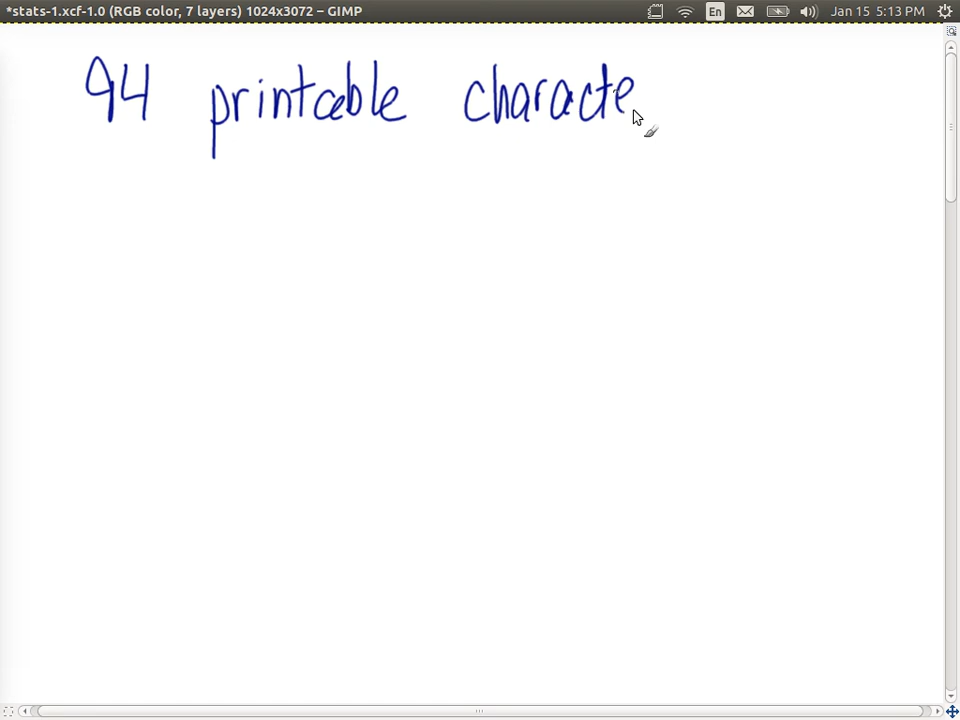 *stats-1.xcf-1.0 (RGB color, 7 layers) 1024x3072 – GIMP En Jan 15 5:13 PM
94 printable characte